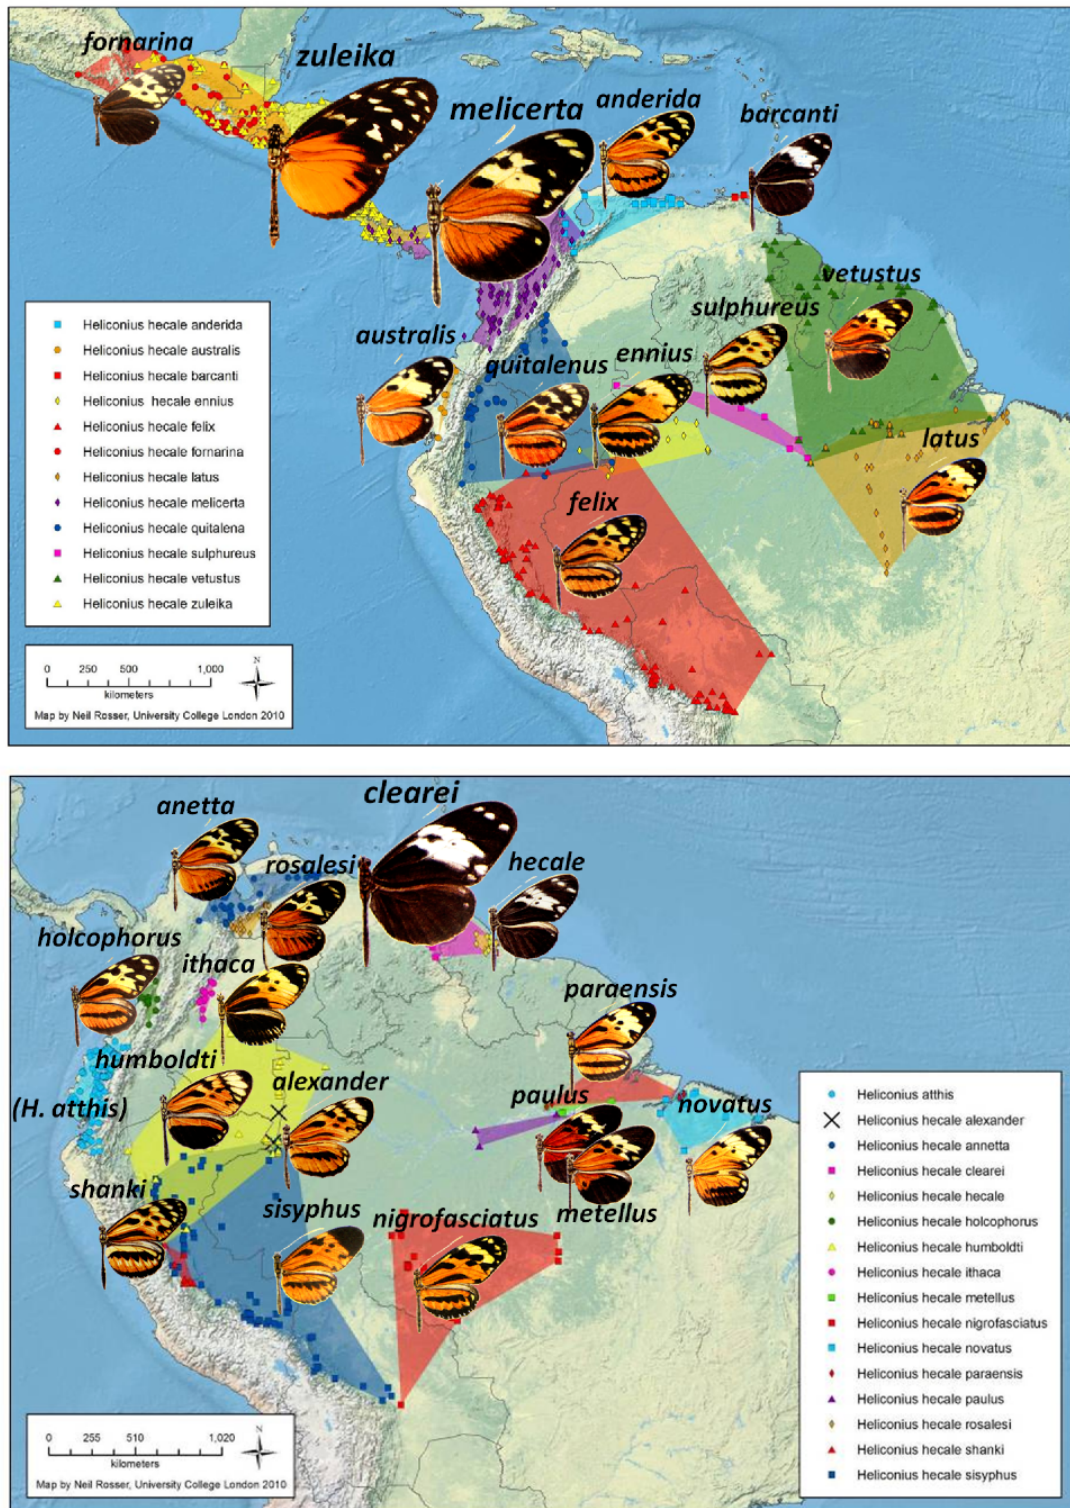 fornarina
zuleika
melicerta
anderida
barcanti
vetustus
sulphureus
australis
quitalenus
ennius
latus
felix
Heliconius hecale anderida
Heliconius hecale australis
Heliconius hecale barcanti
Heliconius hecale ennius
Heliconius hecale felix
Heliconius hecale fornarina
Heliconius hecale latus
Heliconius hecale melicerta
Heliconius hecale quitalena
Heliconius hecale sulphureus
Heliconius hecale vetustus
Heliconius hecale zuleika
0 250 500 1,000
kilometers
N
Map by Neil Rosser, University College London 2010
clearei
anetta
rosalesi
hecale
holcophorus
ithaca
paraensis
humboldti
alexander
(H. atthis)
paulus
novatus
shanki
sisyphus
nigrofasciatus
metellus
Heliconius atthis
Heliconius hecale alexander
Heliconius hecale annetta
Heliconius hecale clearei
Heliconius hecale hecale
Heliconius hecale holcophorus
Heliconius hecale humboldti
Heliconius hecale ithaca
Heliconius hecale metellus
Heliconius hecale nigrofasciatus
Heliconius hecale novatus
Heliconius hecale paraensis
Heliconius hecale paulus
Heliconius hecale rosalesi
Heliconius hecale shanki
Heliconius hecale sisyphus
0 255 510 1,020
kilometers
N
Map by Neil Rosser, University College London 2010